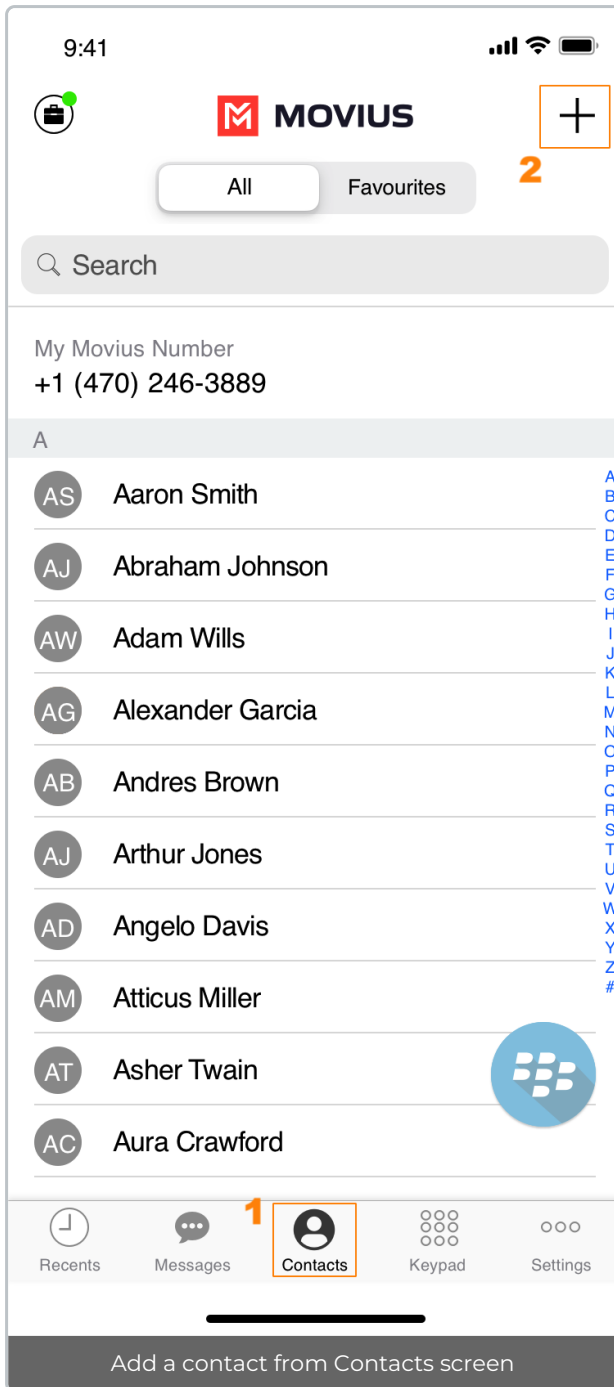 9:41
MOVIUS
2
All Favourites
Search
My Movius Number
+1 (470) 246-3889
A
AS Aaron Smith
AJ Abraham Johnson
AW Adam Wills
AG Alexander Garcia
AB Andres Brown
AJ Arthur Jones
AD Angelo Davis
AM Atticus Miller
AT Asher Twain
AC Aura Crawford
A
B
C
D
E
F
G
H
I
J
K
L
M
N
O
P
Q
R
S
T
U
V
W
X
Y
Z
#
1
Recents Messages Contacts Keypad Settings
Add a contact from Contacts screen